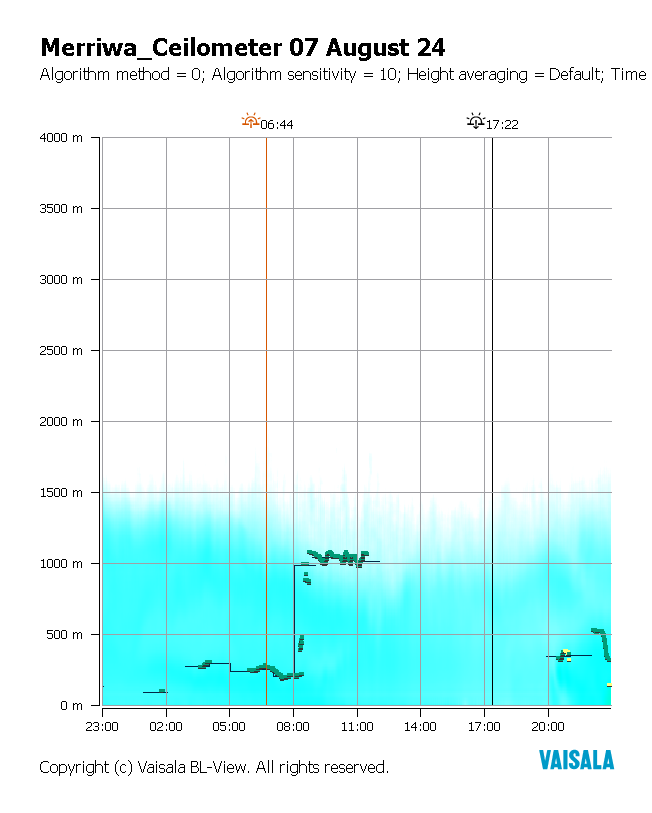 Merriwa_Ceilometer 07 August 24
Algorithm method = 0; Algorithm sensitivity = 10; Height averaging = Default; Time
06:44 17:22
4000 m
3500 m
3000 m
2500 m
2000 m
1500 m
1000 m
500 m
0 m
23:00 02:00 05:00 08:00 11:00 14:00 17:00 20:00
VAISALA
Copyright (c) Vaisala BL-View. All rights reserved.